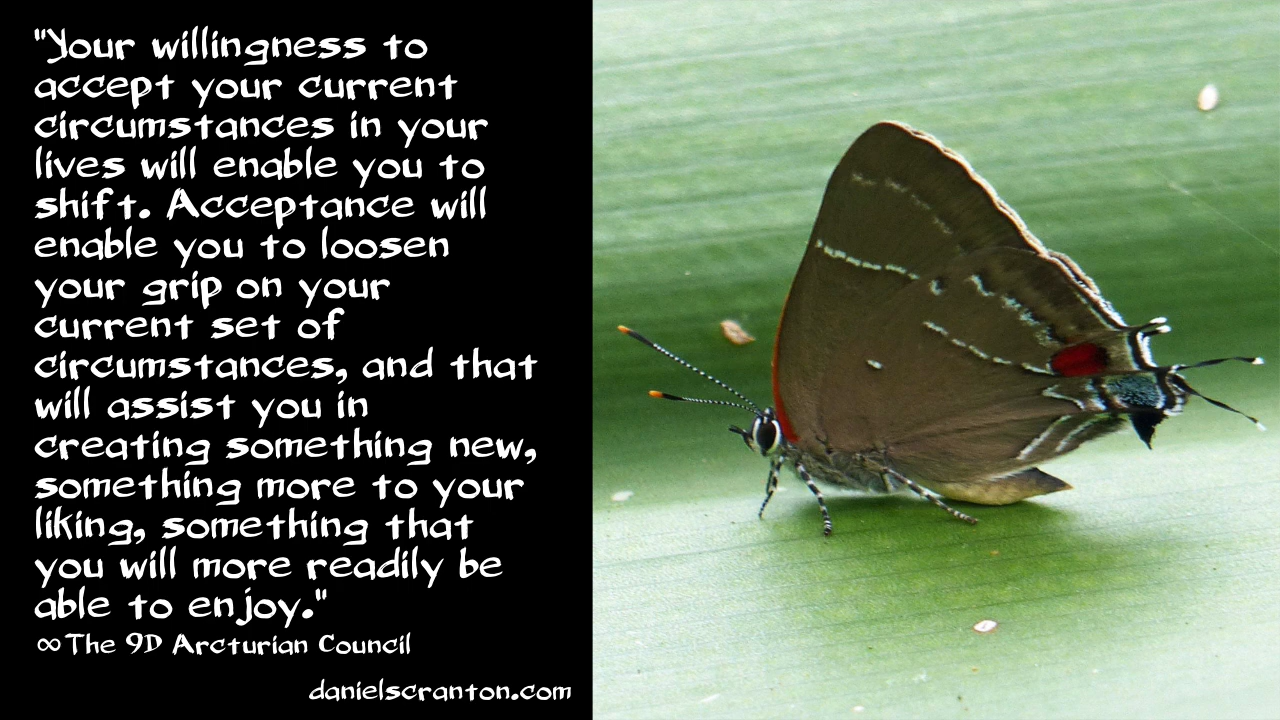 "Your willingness to
accept your current
circumstances in your
lives will enable you to
shift. Acceptance will
enable you to loosen
your grip on your
current set of
circumstances, and that
will assist you in
creating something new,
something more to your
liking, something that
you will more readily be
able to enjoy."
∞The 9D Arcturian Council
danielscranton.com